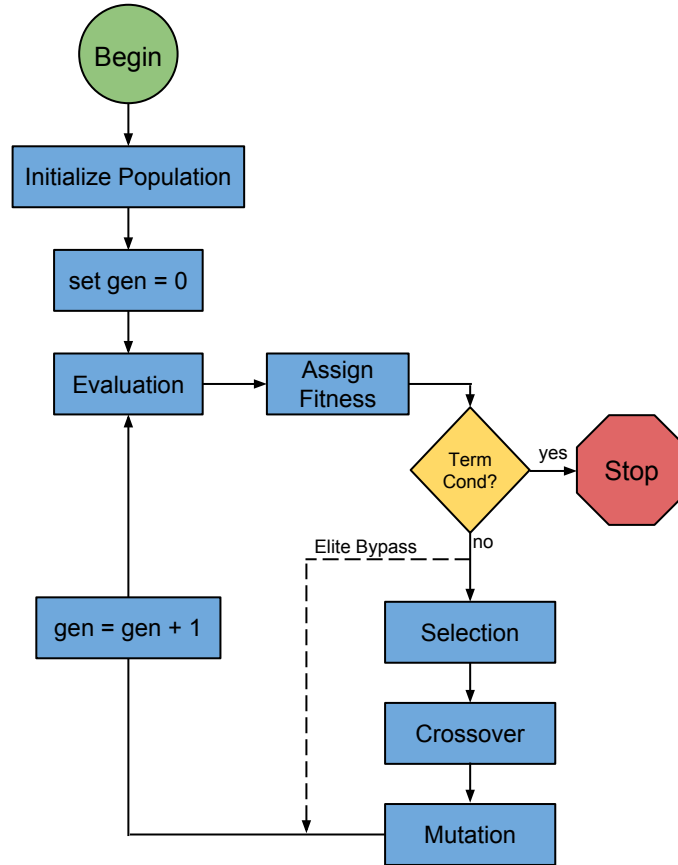 Begin
Initialize Population
set gen = 0
Evaluation
Assign
Fitness
Term
Cond?
yes
Stop
no
Elite Bypass
Selection
gen = gen + 1
Crossover
Mutation